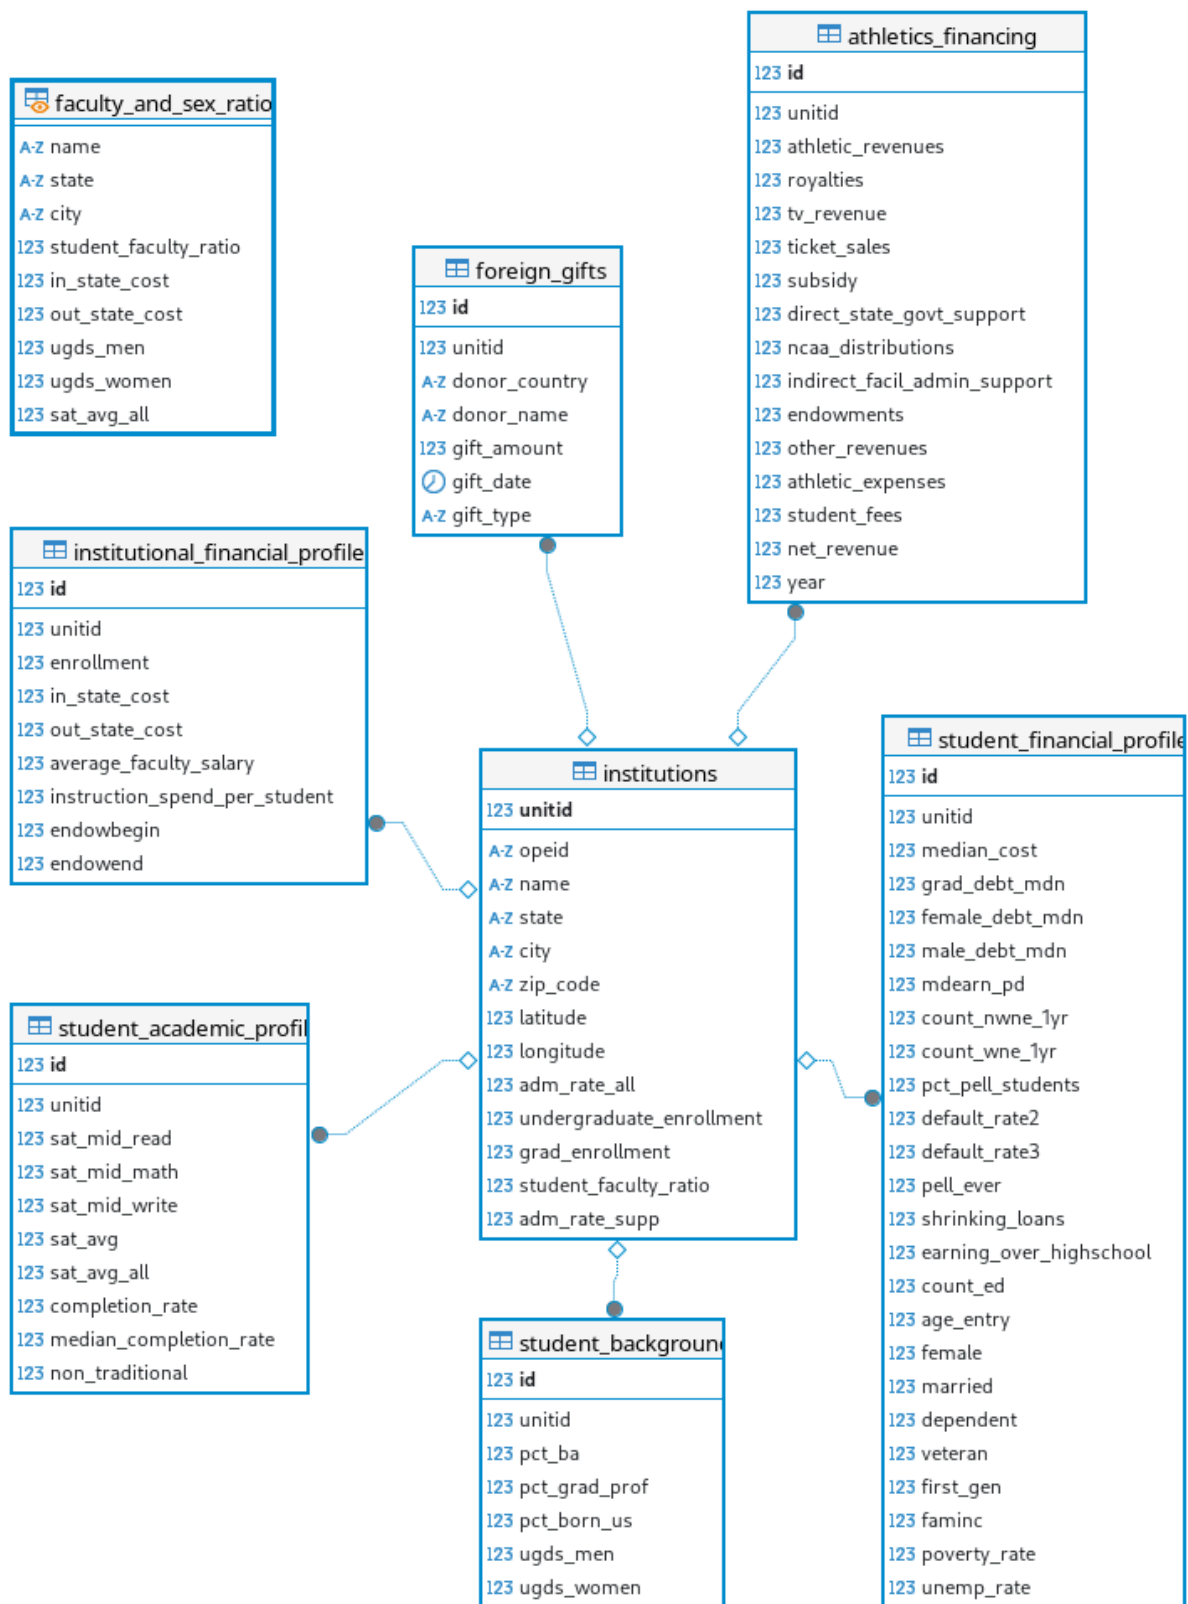 athletics_financing
123 id
123 unitid
123 athletic_revenues
123 royalties
123 tv_revenue
123 ticket_sales
123 subsidy
123 direct_state_govt_support
123 ncaa_distributions
123 indirect_facil_admin_support
123 endowments
123 other_revenues
123 athletic_expenses
123 student_fees
123 net_revenue
123 year
faculty_and_sex_ratio
A-Z name
A-Z state
A-Z city
123 student_faculty_ratio
123 in_state_cost
123 out_state_cost
123 ugds_men
123 ugds_women
123 sat_avg_all
foreign_gifts
123 id
123 unitid
A-Z donor_country
A-Z donor_name
123 gift_amount
gift_date
A-Z gift_type
institutional_financial_profile
123 id
123 unitid
123 enrollment
123 in_state_cost
123 out_state_cost
123 average_faculty_salary
123 instruction_spend_per_student
123 endowbegin
123 endowend
institutions
123 unitid
A-Z opeid
A-Z name
A-Z state
A-Z city
A-Z zip_code
123 latitude
123 longitude
123 adm_rate_all
123 undergraduate_enrollment
123 grad_enrollment
123 student_faculty_ratio
123 adm_rate_supp
student_financial_profile
123 id
123 unitid
123 median_cost
123 grad_debt_mdn
123 female_debt_mdn
123 male_debt_mdn
123 mdearn_pd
123 count_nwne_1yr
123 count_wne_1yr
123 pct_pell_students
123 default_rate2
123 default_rate3
123 pell_ever
123 shrinking_loans
123 earning_over_highschool
123 count_ed
123 age_entry
123 female
123 married
123 dependent
123 veteran
123 first_gen
123 faminc
123 poverty_rate
123 unemp_rate
student_academic_profil
123 id
123 unitid
123 sat_mid_read
123 sat_mid_math
123 sat_mid_write
123 sat_avg
123 sat_avg_all
123 completion_rate
123 median_completion_rate
123 non_traditional
student_backgroun
123 id
123 unitid
123 pct_ba
123 pct_grad_prof
123 pct_born_us
123 ugds_men
123 ugds_women